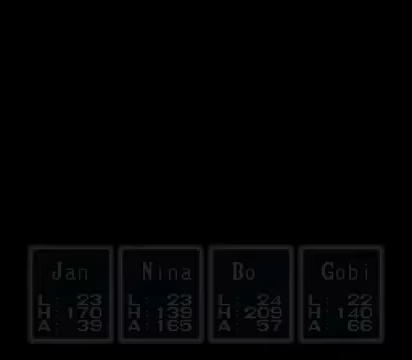 Jan Nina Bo Gobi
L: 23 L: 23 L: 24 L: 22
H: 170 H: 139 H: 209 H: 140
A: 39 A: 165 A: 57 A: 66